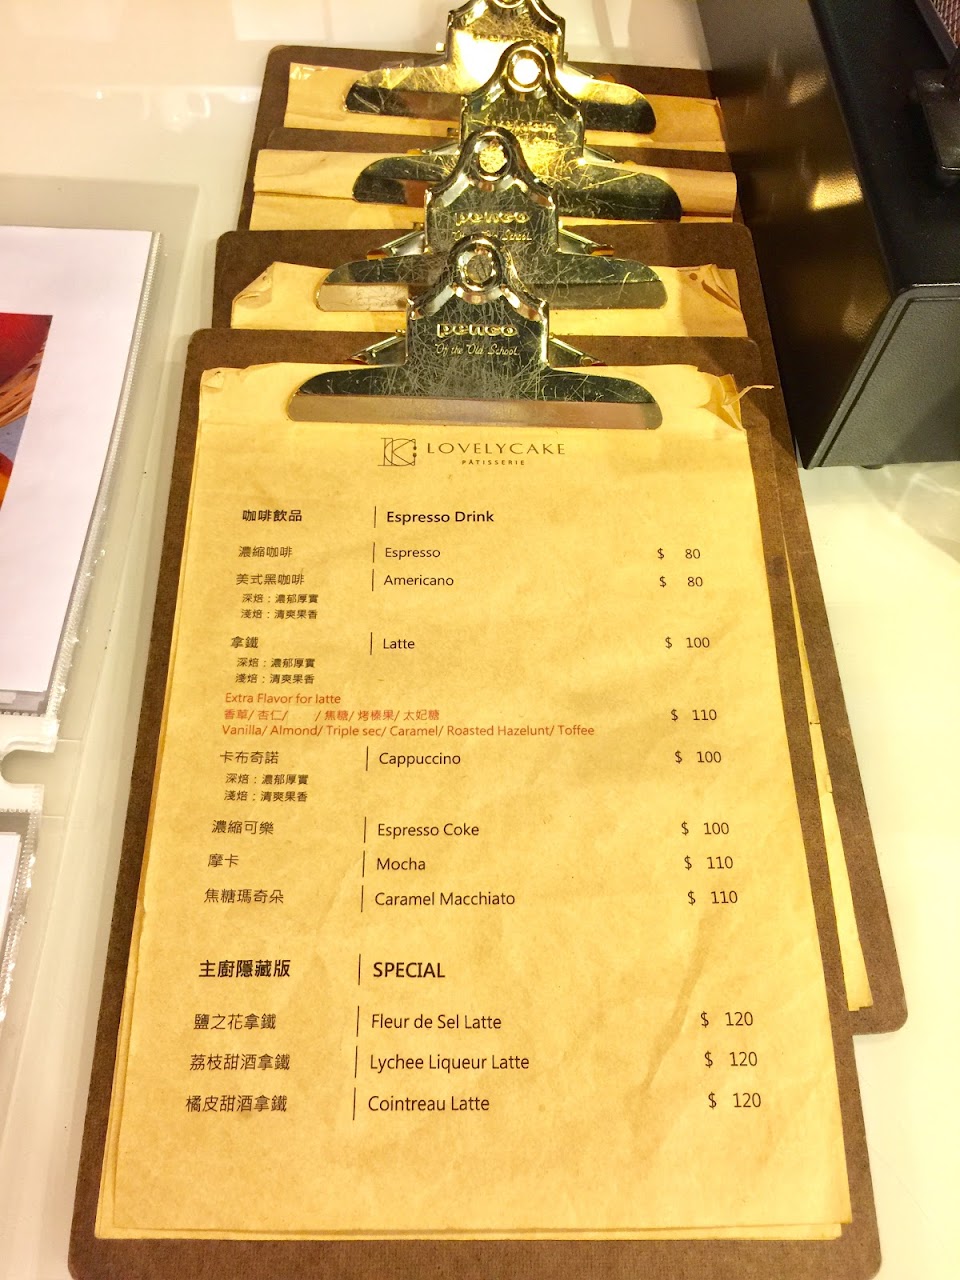 penco
Of the Old School
penco
Of the Old School
LOVELYCAKE
PÂTISSERIE
咖啡飲品 Espresso Drink
濃縮咖啡 Espresso $ 80
美式黑咖啡 Americano $ 80
深焙：濃郁厚實
淺焙：清爽果香
拿鐵 Latte $ 100
深焙：濃郁厚實
淺焙：清爽果香
Extra Flavor for latte
香草/ 杏仁/ / 焦糖/ 烤榛果/ 太妃糖 $ 110
Vanilla/ Almond/ Triple sec/ Caramel/ Roasted Hazelunt/ Toffee
卡布奇諾 Cappuccino $ 100
深焙：濃郁厚實
淺焙：清爽果香
濃縮可樂 Espresso Coke $ 100
摩卡 Mocha $ 110
焦糖瑪奇朵 Caramel Macchiato $ 110
主廚隱藏版 SPECIAL
鹽之花拿鐵 Fleur de Sel Latte $ 120
荔枝甜酒拿鐵 Lychee Liqueur Latte $ 120
橘皮甜酒拿鐵 Cointreau Latte $ 120